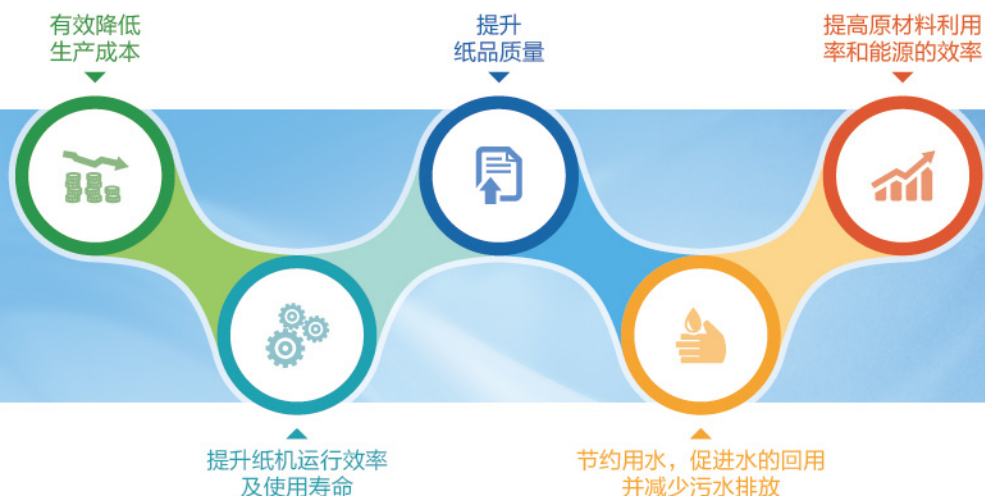 有效降低
生产成本
提升
纸品质量
提高原材料利用
率和能源的效率
提升纸机运行效率
及使用寿命
节约用水，促进水的回用
并减少污水排放